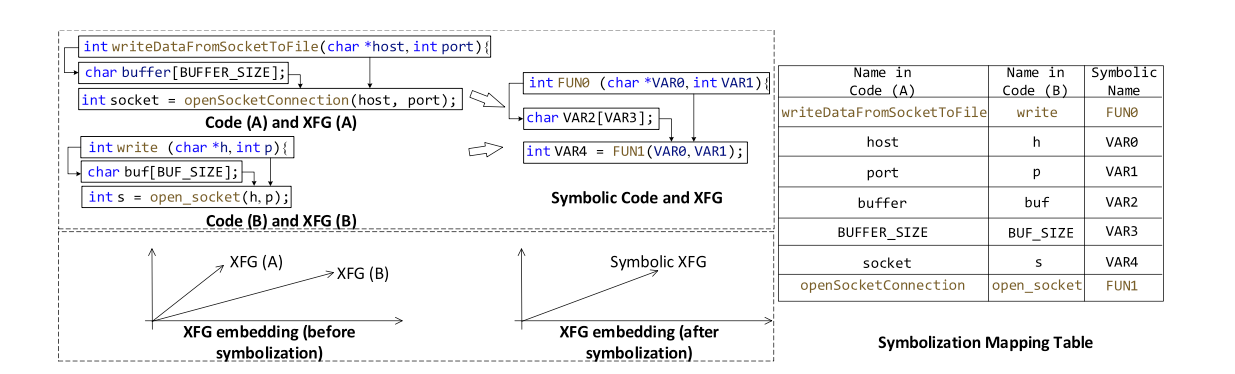 int writeDataFromSocketToFile(char *host, int port){
char buffer[BUFFER_SIZE];
int socket = openSocketConnection(host, port);
Code (A) and XFG (A)
int write (char *h, int p){
char buf[BUF_SIZE];
int s = open_socket(h, p);
Code (B) and XFG (B)
int FUN0 (char *VAR0, int VAR1){
char VAR2[VAR3];
int VAR4 = FUN1(VAR0, VAR1);
Symbolic Code and XFG
XFG (A)
XFG (B)
XFG embedding (before
symbolization)
Symbolic XFG
XFG embedding (after
symbolization)
Name in Name in Symbolic
Code (A) Code (B) Name
writeDataFromSocketToFile write FUN0
host h VAR0
port p VAR1
buffer buf VAR2
BUFFER_SIZE BUF_SIZE VAR3
socket s VAR4
openSocketConnection open_socket FUN1
Symbolization Mapping Table